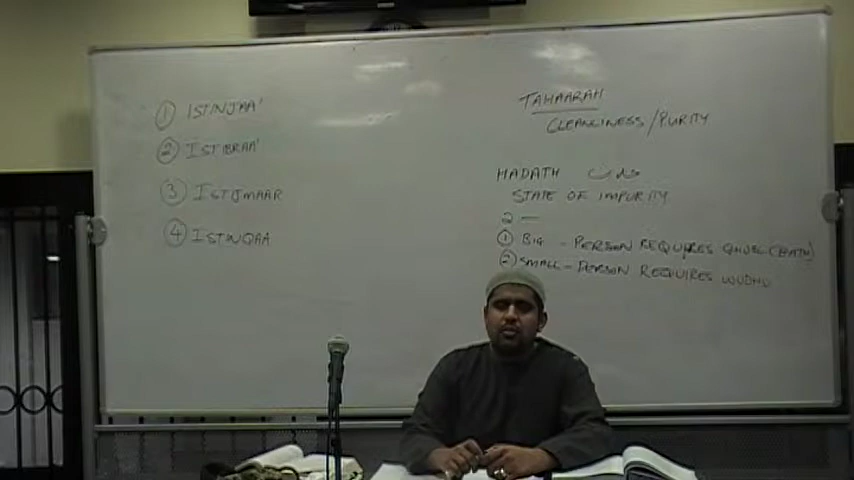 ① ISTINJAA'
② ISTIBRAA'
③ ISTIJMAAR
④ ISTINQAA
TAHAARAH
CLEANLINESS/PURITY
HADATH حدث
STATE OF IMPURITY
2 —
① BIG - PERSON REQUIRES GHUSL (BATH)
② SMALL - PERSON REQUIRES WUDHU